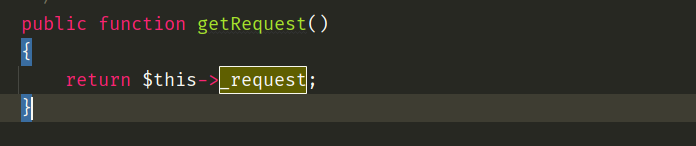 public function getRequest()
{
return $this->_request;
}